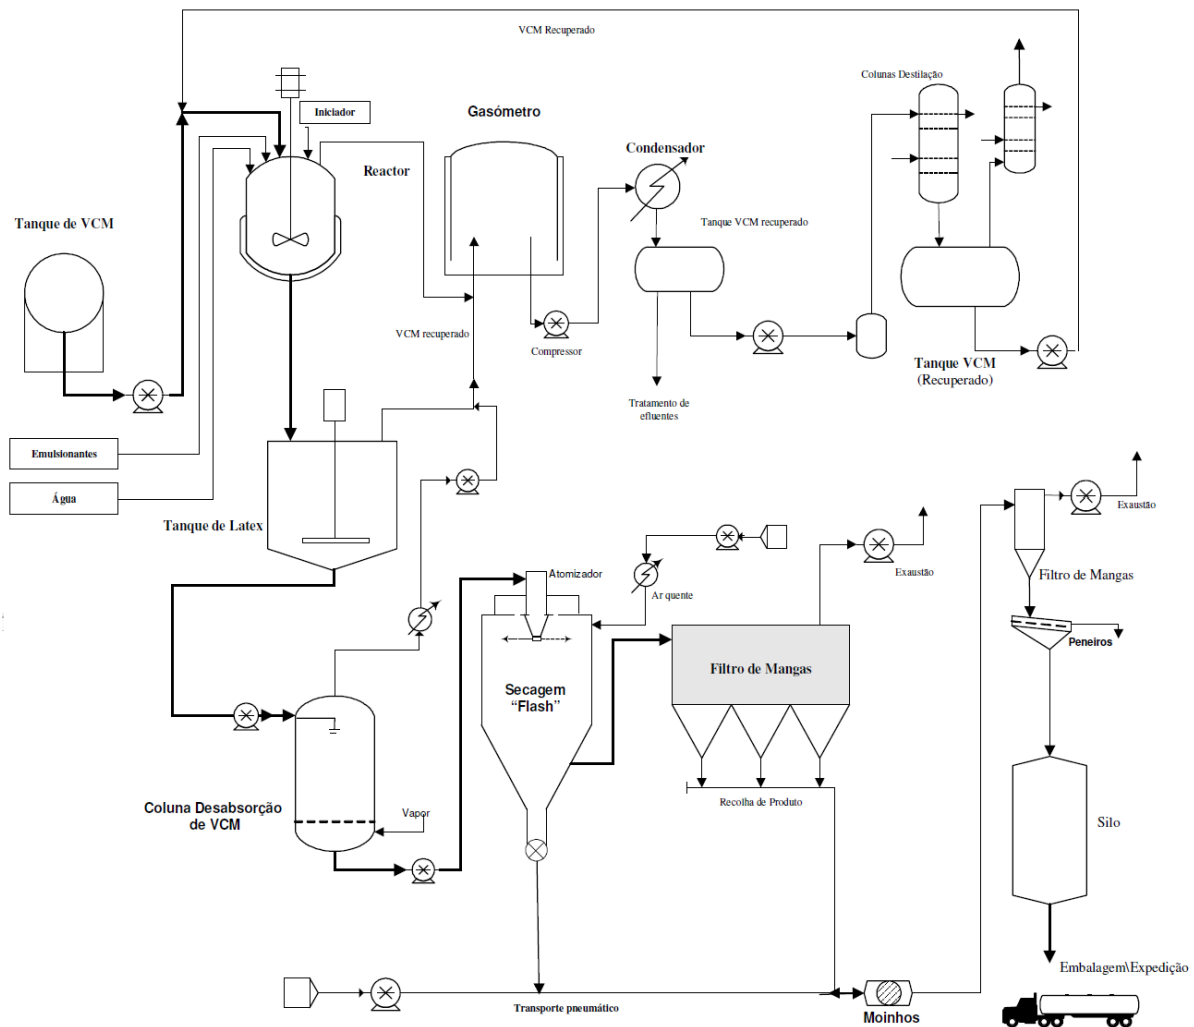 VCM Recuperado
Colunas Destilação
Iniciador
Gasómetro
Condensador
Reactor
Tanque de VCM
Tanque VCM recuperado
VCM recuperado
Compressor
Tanque VCM
(Recuperado)
Tratamento de
efluentes
Emulsionantes
Água
Tanque de Latex
Exaustão
Atomizador
Ar quente
Exaustão
Filtro de Mangas
Peneiros
Filtro de Mangas
Secagem
“Flash”
Recolha de Produto
Coluna Desabsorção
de VCM
Vapor
Silo
Embalagem\Expedição
Transporte pneumático
Moinhos